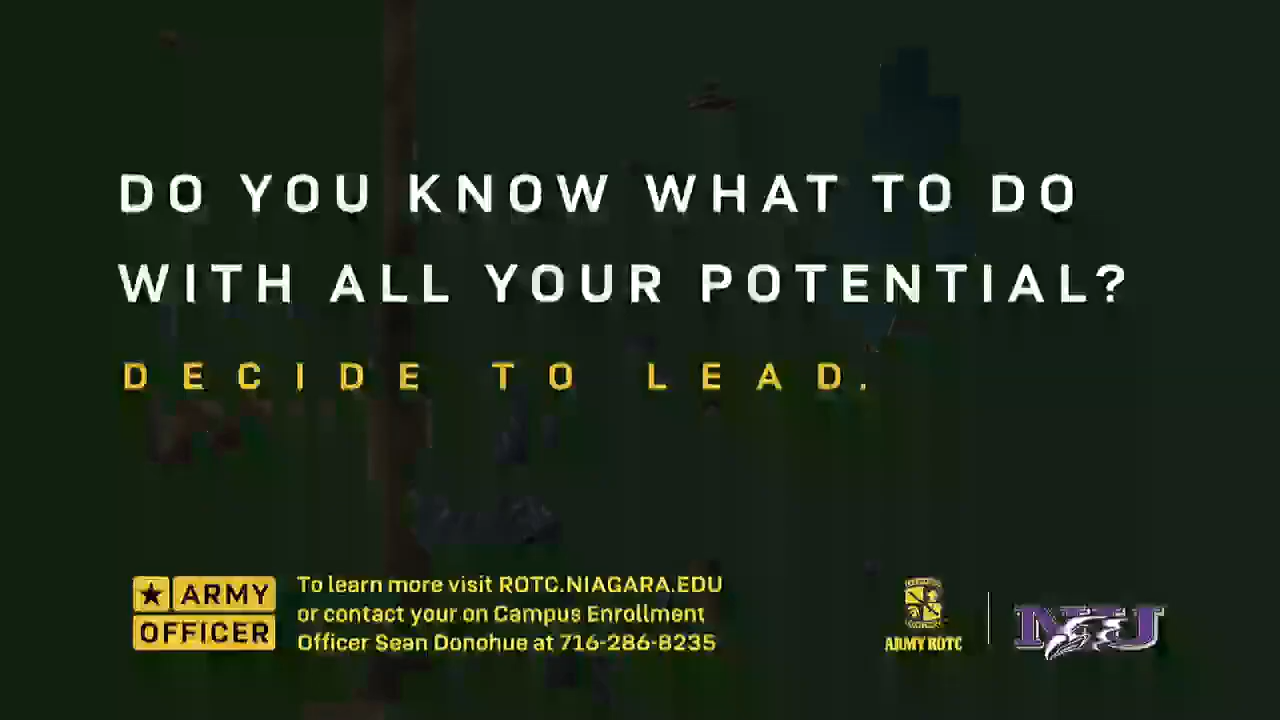 DO YOU KNOW WHAT TO DO
WITH ALL YOUR POTENTIAL?
DECIDE TO LEAD.
ARMY
OFFICER
To learn more visit ROTC.NIAGARA.EDU
or contact your on Campus Enrollment
Officer Sean Donohue at 716-286-8235
ARMY ROTC
NU